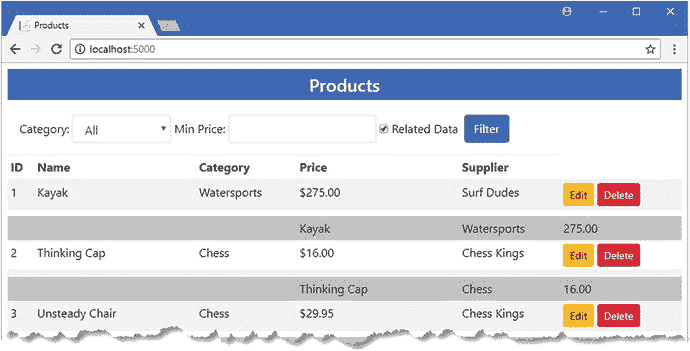 Products
localhost:5000
Products
Category: All Min Price: Related Data Filter
ID Name Category Price Supplier
1 Kayak Watersports $275.00 Surf Dudes Edit Delete
Kayak Watersports 275.00
2 Thinking Cap Chess $16.00 Chess Kings Edit Delete
Thinking Cap Chess 16.00
3 Unsteady Chair Chess $29.95 Chess Kings Edit Delete